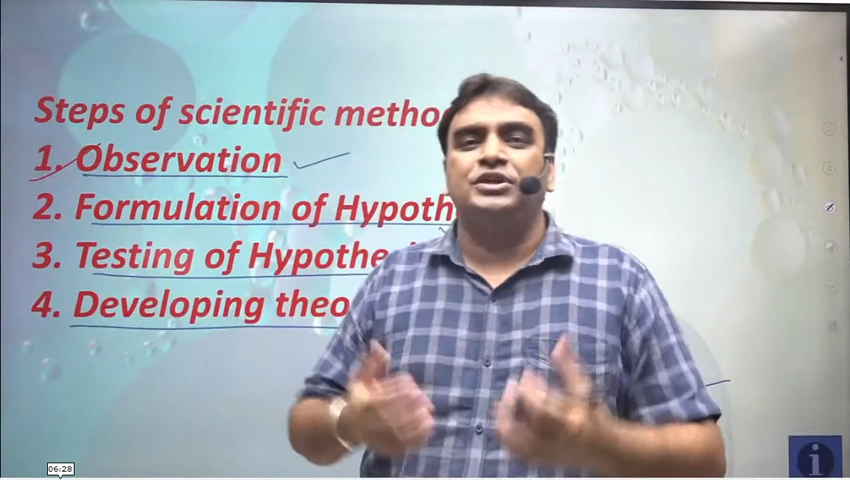 Steps of scientific metho
1. Observation
2. Formulation of Hypoth
3. Testing of Hypothe
4. Developing theo
06:28
i